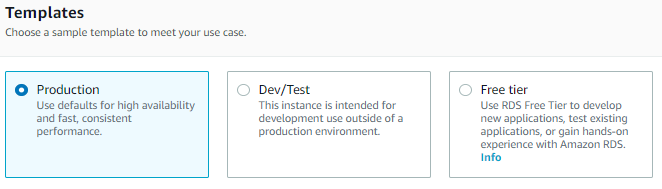 Templates
Choose a sample template to meet your use case.
Production
Use defaults for high availability
and fast, consistent
performance.
Dev/Test
This instance is intended for
development use outside of a
production environment.
Free tier
Use RDS Free Tier to develop
new applications, test existing
applications, or gain hands-on
experience with Amazon RDS.
Info